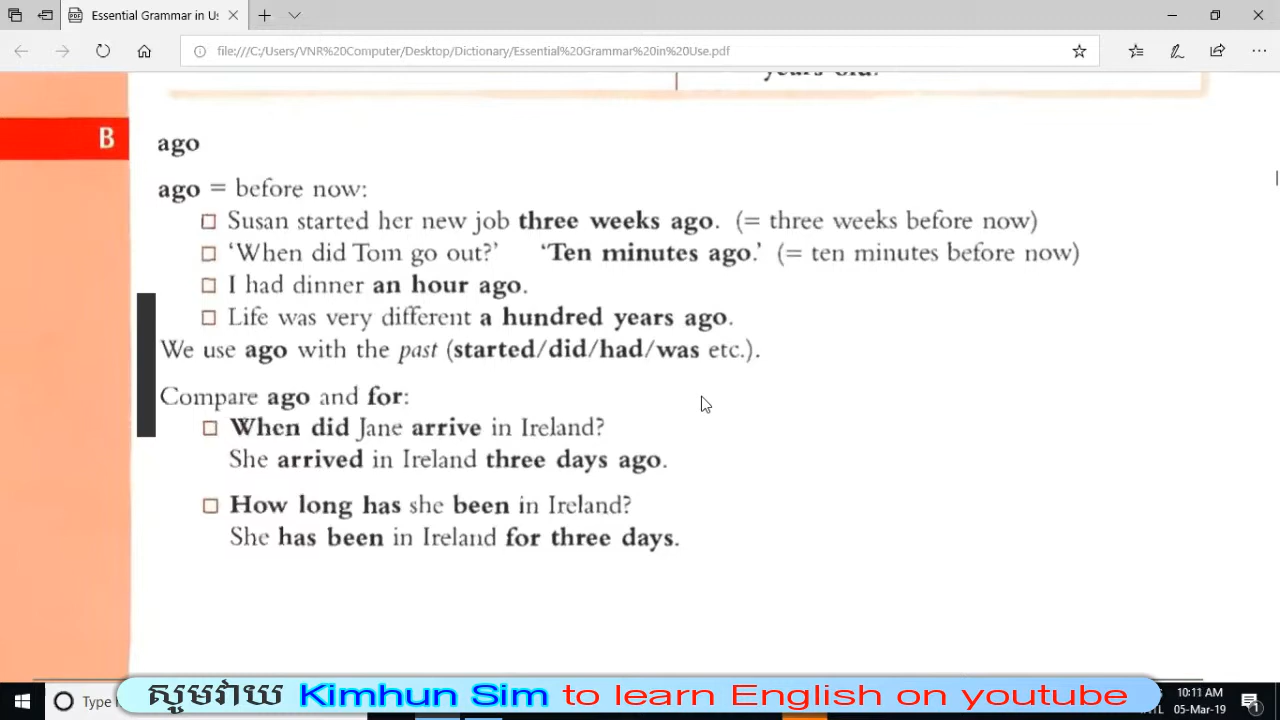 Grammar in Us
file:///C:/Users/VNR%20Computer/Desktop/Dictionary/Essential%20Grammar%20in%20Use.pdf
years old?
B
ago
ago = before now:
Susan started her new job three weeks ago. (= three weeks before now)
‘When did Tom go out?’ ‘Ten minutes ago.’ (= ten minutes before now)
I had dinner an hour ago.
Life was very different a hundred years ago.
We use ago with the past (started/did/had/was etc.).
Compare ago and for:
When did Jane arrive in Ireland?
She arrived in Ireland three days ago.
How long has she been in Ireland?
She has been in Ireland for three days.
Type
សូមវាយ Kimhun Sim to learn English on youtube
10:11 AM
INTL 05-Mar-19